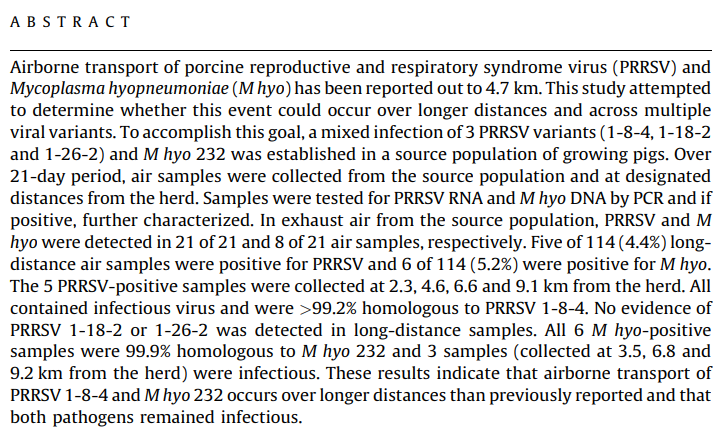 A B S T R A C T
Airborne transport of porcine reproductive and respiratory syndrome virus (PRRSV) and
Mycoplasma hyopneumoniae (M hyo) has been reported out to 4.7 km. This study attempted
to determine whether this event could occur over longer distances and across multiple
viral variants. To accomplish this goal, a mixed infection of 3 PRRSV variants (1-8-4, 1-18-2
and 1-26-2) and M hyo 232 was established in a source population of growing pigs. Over
21-day period, air samples were collected from the source population and at designated
distances from the herd. Samples were tested for PRRSV RNA and M hyo DNA by PCR and if
positive, further characterized. In exhaust air from the source population, PRRSV and M
hyo were detected in 21 of 21 and 8 of 21 air samples, respectively. Five of 114 (4.4%) long-
distance air samples were positive for PRRSV and 6 of 114 (5.2%) were positive for M hyo.
The 5 PRRSV-positive samples were collected at 2.3, 4.6, 6.6 and 9.1 km from the herd. All
contained infectious virus and were >99.2% homologous to PRRSV 1-8-4. No evidence of
PRRSV 1-18-2 or 1-26-2 was detected in long-distance samples. All 6 M hyo-positive
samples were 99.9% homologous to M hyo 232 and 3 samples (collected at 3.5, 6.8 and
9.2 km from the herd) were infectious. These results indicate that airborne transport of
PRRSV 1-8-4 and M hyo 232 occurs over longer distances than previously reported and that
both pathogens remained infectious.